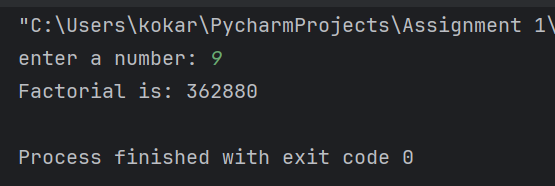 "C:\Users\kokar\PycharmProjects\Assignment 1\
enter a number: 9
Factorial is: 362880
Process finished with exit code 0